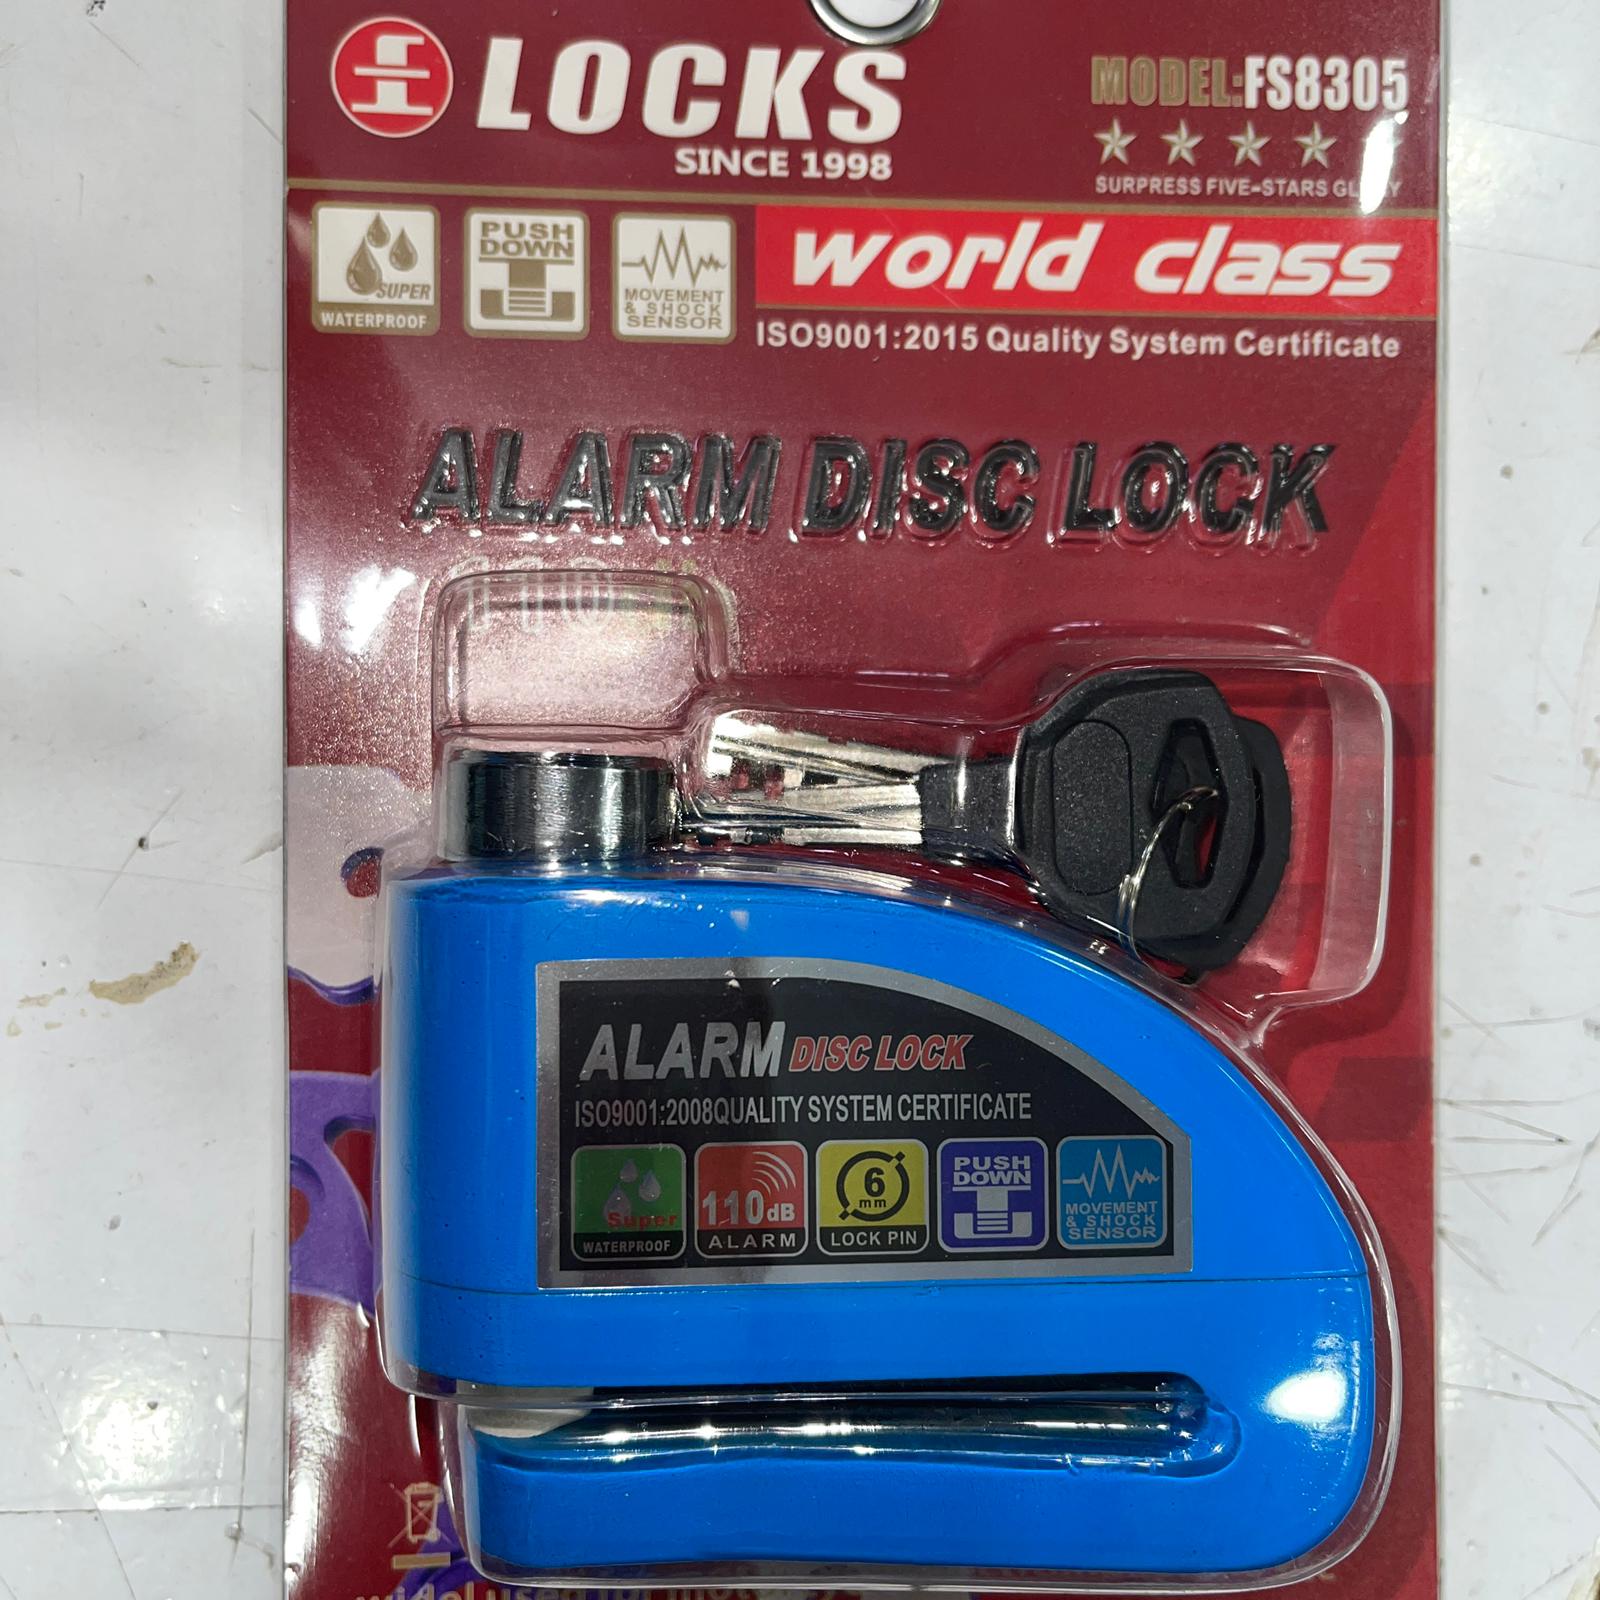 LOCKS
SINCE 1998
MODEL:FS8305
SURPRESS FIVE-STARS
SUPER
WATERPROOF
PUSH
DOWN
MOVEMENT
& SHOCK
SENSOR
world class
ISO9001:2015 Quality System Certificate
ALARM DISC LOCK
110
ALARM DISC LOCK
ISO9001:2008QUALITY SYSTEM CERTIFICATE
Super
WATERPROOF
110dB
ALARM
6
mm
LOCK PIN
PUSH
DOWN
MOVEMENT
& SHOCK
SENSOR